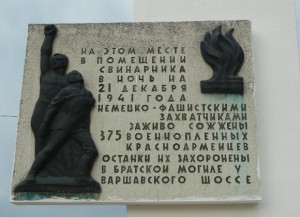 НА ЭТОМ МЕСТЕ
В ПОМЕЩЕНИИ
СВИНАРНИКА
В НОЧЬ НА
21 ДЕКАБРЯ
1941 ГОДА
НЕМЕЦКО-ФАШИСТСКИМИ
ЗАХВАТЧИКАМИ
ЗАЖИВО СОЖЖЕНЫ
375 ВОЕННОПЛЕННЫХ
КРАСНОАРМЕЙЦЕВ
ОСТАНКИ ИХ ЗАХОРОНЕНЫ
В БРАТСКОЙ МОГИЛЕ У
ВАРШАВСКОГО ШОССЕ